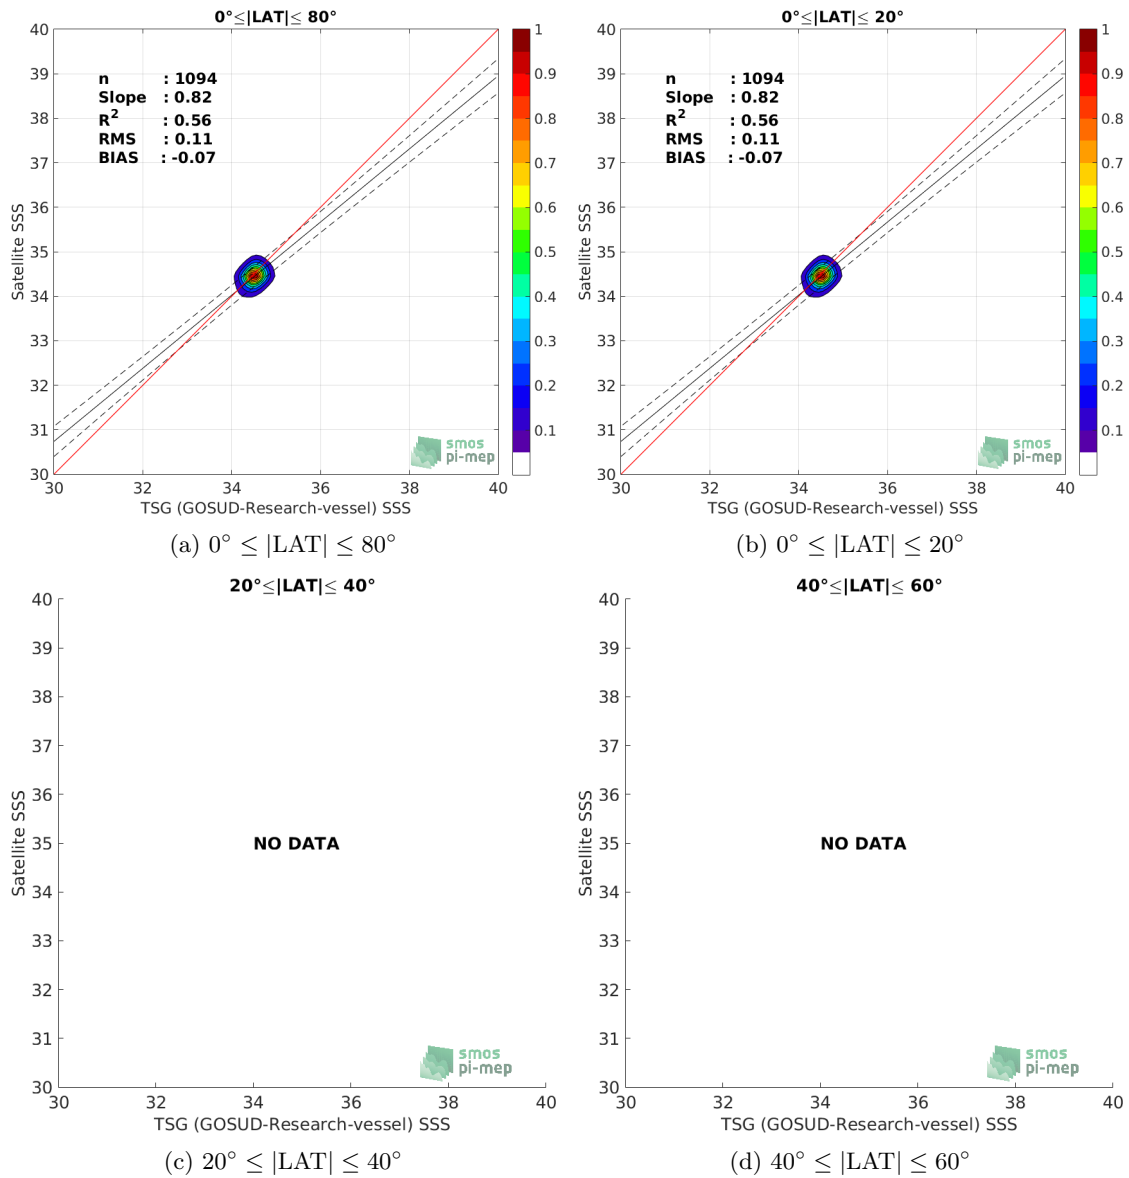 0°≤|LAT|≤ 80°
40
39
38
37
36
35
34
33
32
31
30
Satellite SSS
n : 1094
Slope : 0.82
R2 : 0.56
RMS : 0.11
BIAS : -0.07
smos
pi-mep
30 32 34 36 38 40
TSG (GOSUD-Research-vessel) SSS
1
0.9
0.8
0.7
0.6
0.5
0.4
0.3
0.2
0.1
(a) 0° ≤ |LAT| ≤ 80°
0°≤|LAT|≤ 20°
40
39
38
37
36
35
34
33
32
31
30
Satellite SSS
n : 1094
Slope : 0.82
R2 : 0.56
RMS : 0.11
BIAS : -0.07
smos
pi-mep
30 32 34 36 38 40
TSG (GOSUD-Research-vessel) SSS
1
0.9
0.8
0.7
0.6
0.5
0.4
0.3
0.2
0.1
(b) 0° ≤ |LAT| ≤ 20°
20°≤|LAT|≤ 40°
40
39
38
37
36
35
34
33
32
31
30
Satellite SSS
NO DATA
smos
pi-mep
30 32 34 36 38 40
TSG (GOSUD-Research-vessel) SSS
(c) 20° ≤ |LAT| ≤ 40°
40°≤|LAT|≤ 60°
40
39
38
37
36
35
34
33
32
31
30
Satellite SSS
NO DATA
smos
pi-mep
30 32 34 36 38 40
TSG (GOSUD-Research-vessel) SSS
(d) 40° ≤ |LAT| ≤ 60°